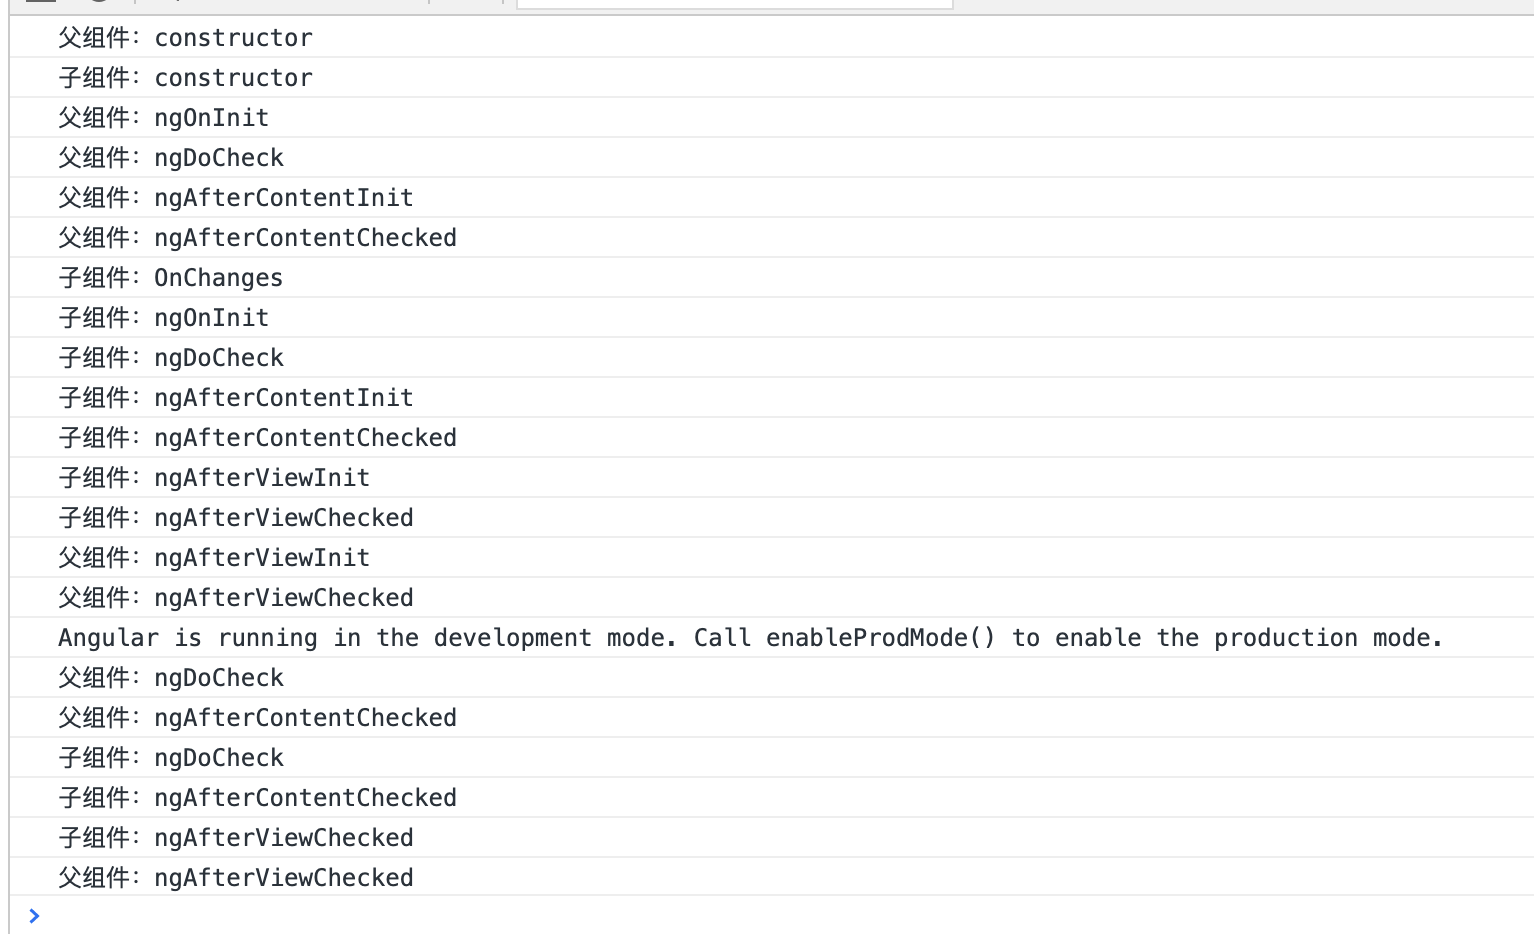 父组件：constructor
子组件：constructor
父组件：ngOnInit
父组件：ngDoCheck
父组件：ngAfterContentInit
父组件：ngAfterContentChecked
子组件：OnChanges
子组件：ngOnInit
子组件：ngDoCheck
子组件：ngAfterContentInit
子组件：ngAfterContentChecked
子组件：ngAfterViewInit
子组件：ngAfterViewChecked
父组件：ngAfterViewInit
父组件：ngAfterViewChecked
Angular is running in the development mode. Call enableProdMode() to enable the production mode.
父组件：ngDoCheck
父组件：ngAfterContentChecked
子组件：ngDoCheck
子组件：ngAfterContentChecked
子组件：ngAfterViewChecked
父组件：ngAfterViewChecked